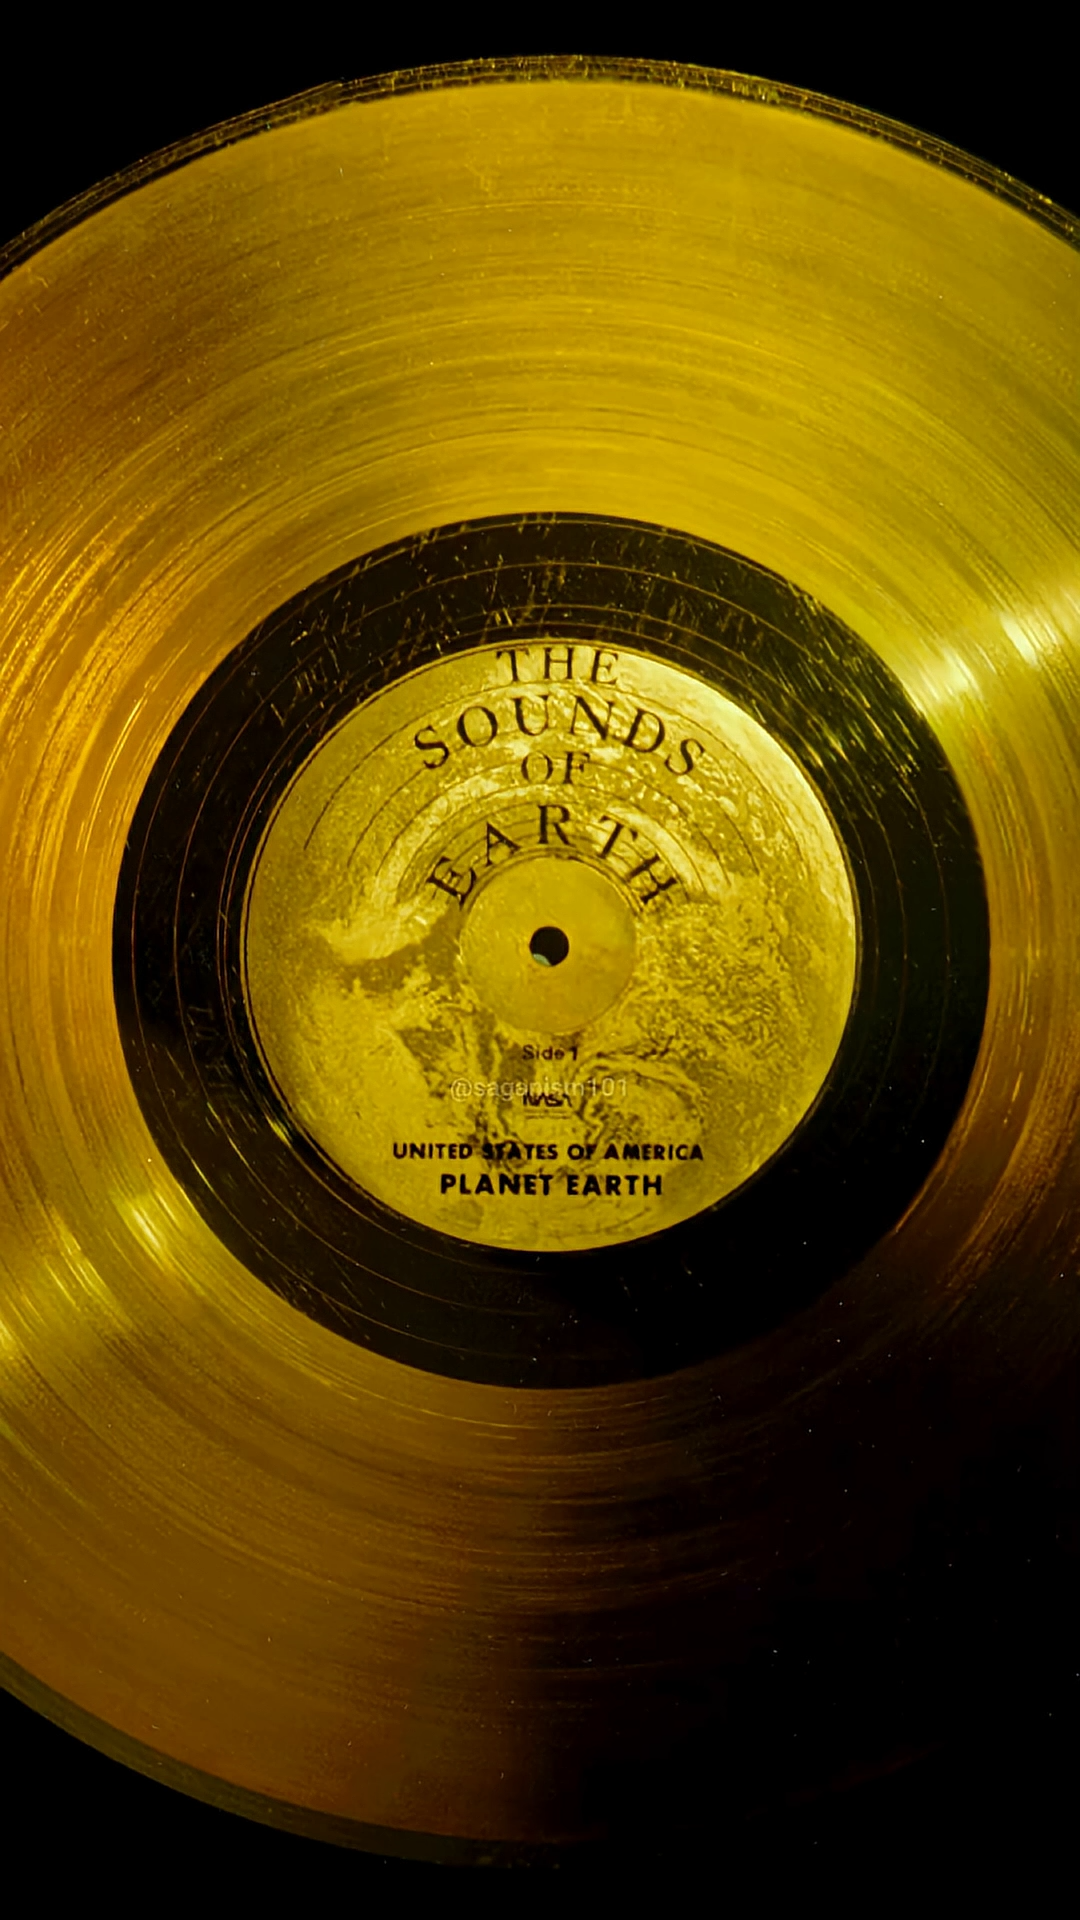 THE
SOUNDS
OF
EARTH
Side 1
@saganism101
NASA
UNITED STATES OF AMERICA
PLANET EARTH